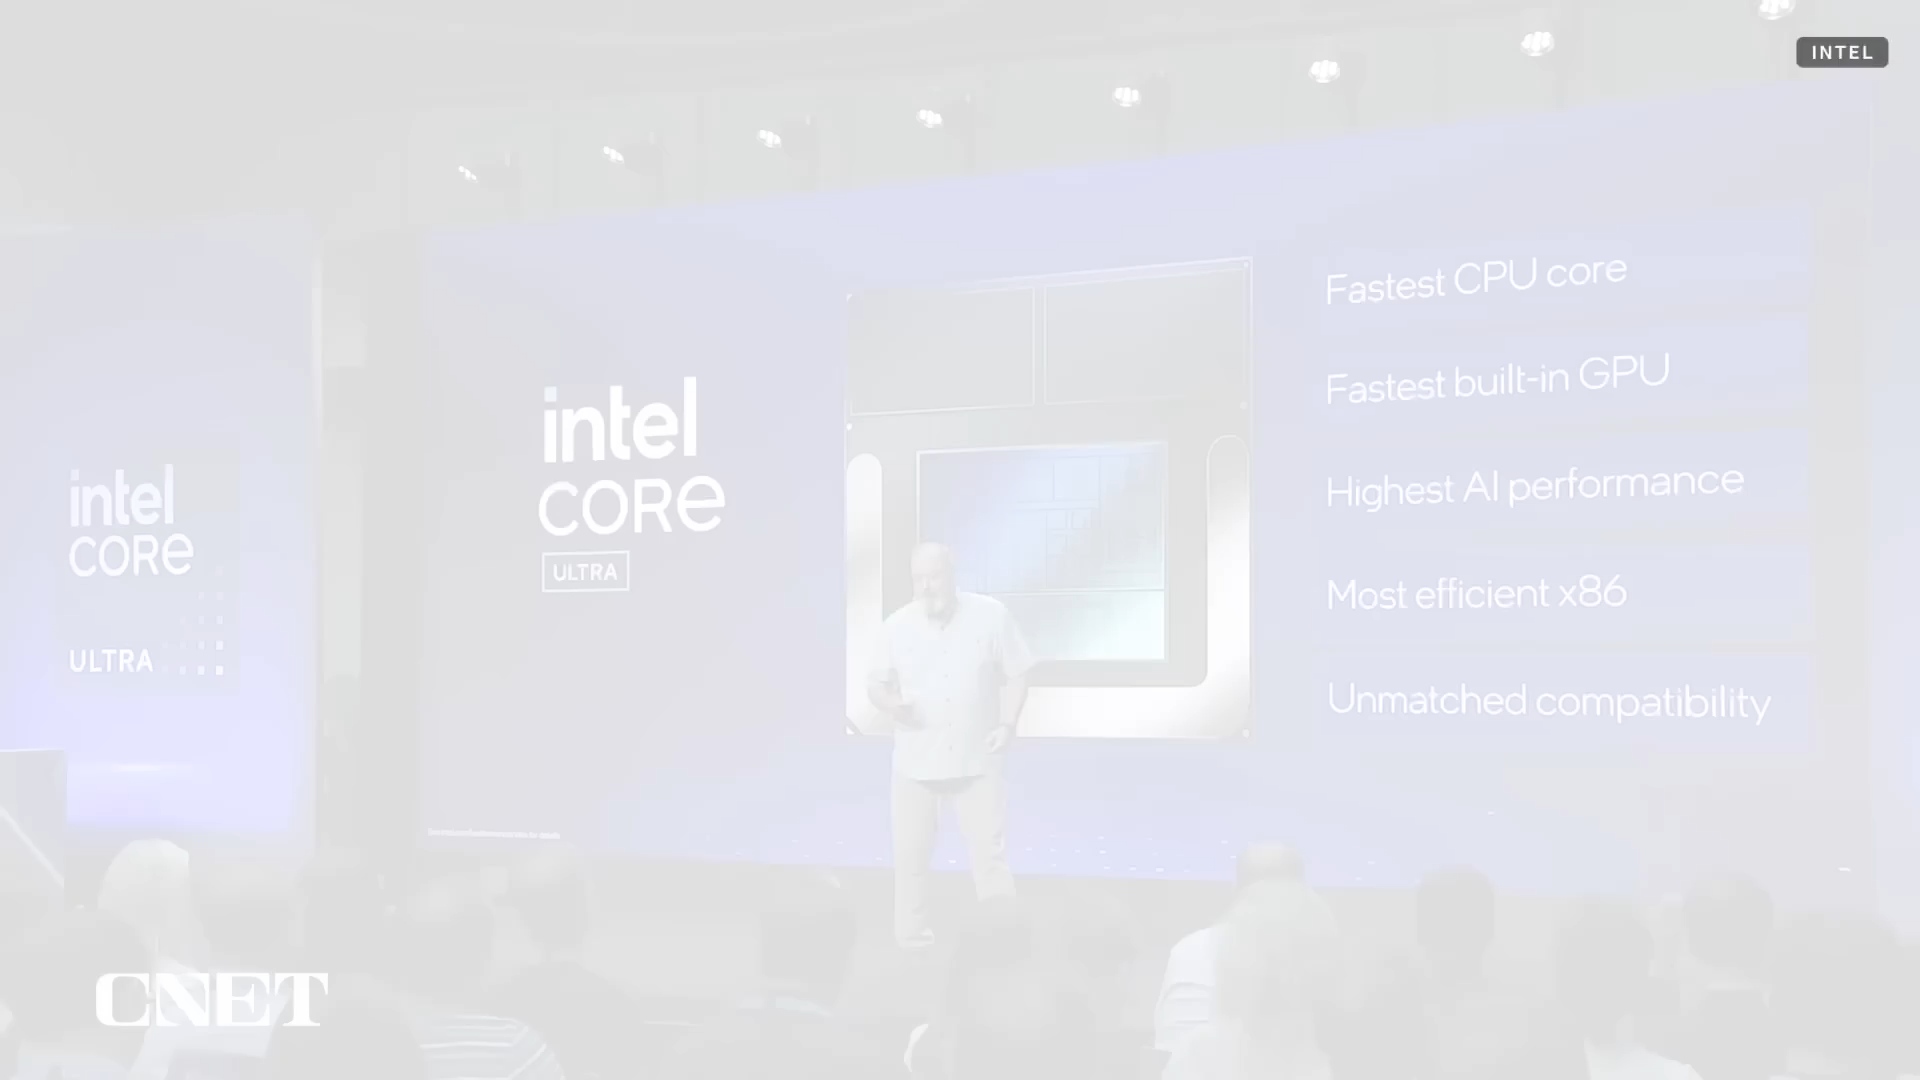 INTEL
intel
CORE
ULTRA
intel
CORE
ULTRA
Fastest CPU core
Fastest built-in GPU
Highest AI performance
Most efficient x86
Unmatched compatibility
CNET